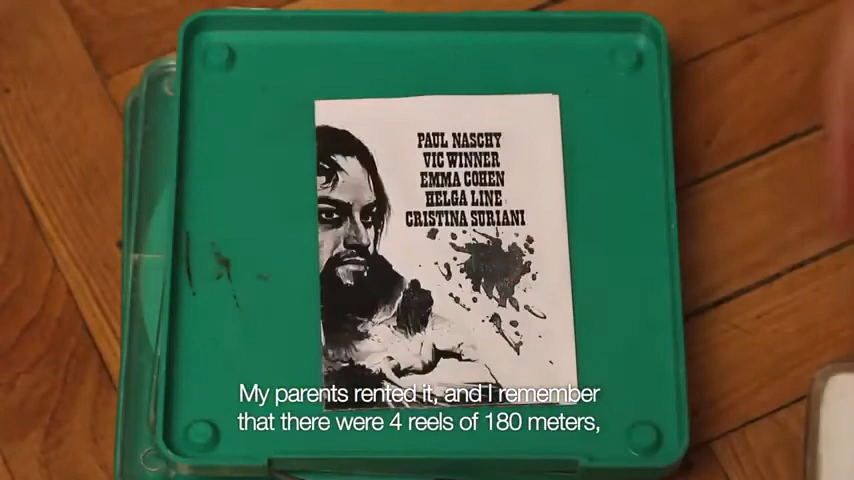 PAUL NASCHY
VIC WINNER
EMMA COHEN
HELGA LINE
CRISTINA SURIANI
My parents rented it, and I remember
that there were 4 reels of 180 meters,